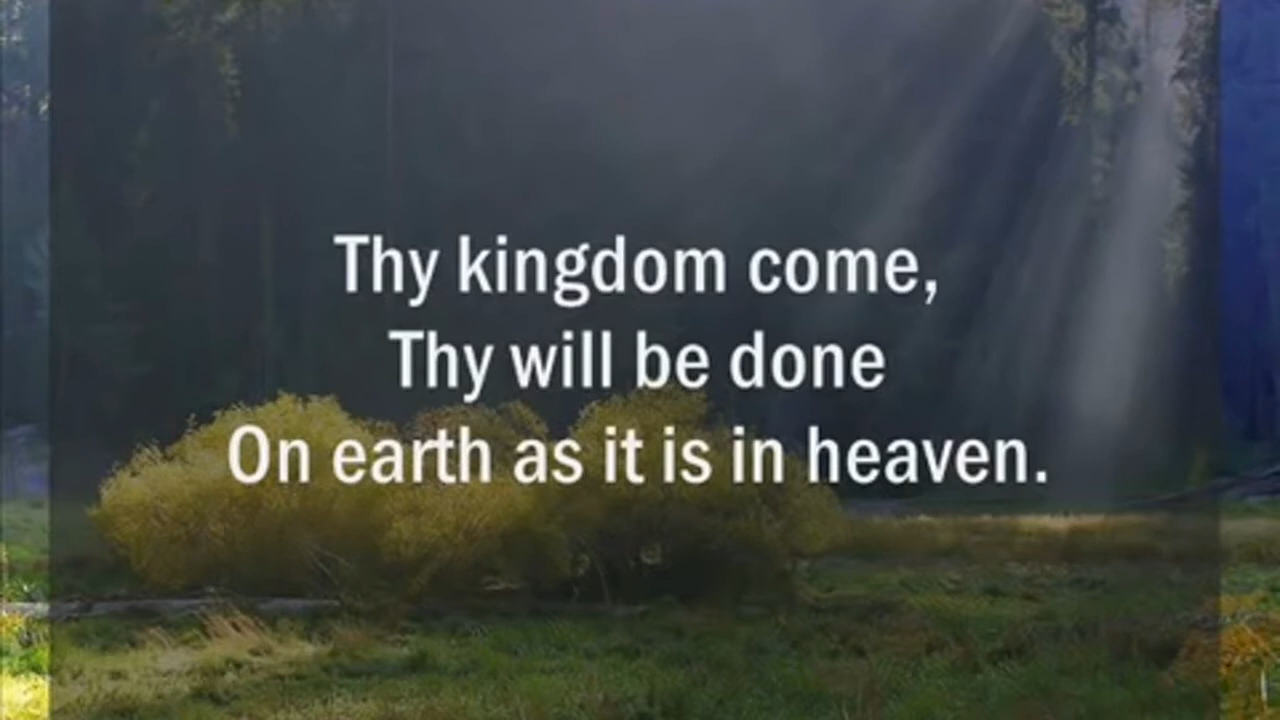 Thy kingdom come,
Thy will be done
On earth as it is in heaven.